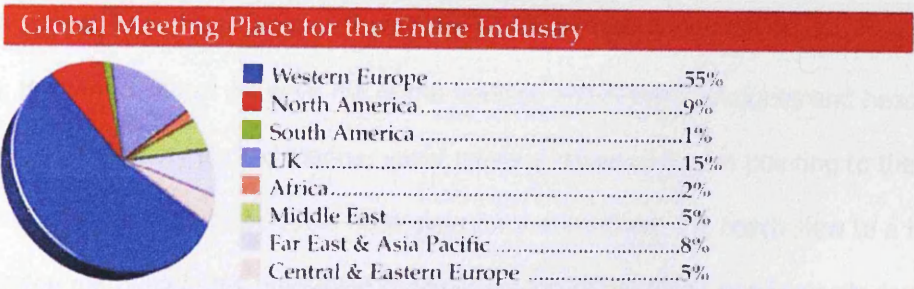 Global Meeting Place for the Entire Industry
Western Europe 55%
North America 9%
South America 1%
UK 15%
Africa 2%
Middle East 5%
Far East & Asia Pacific 8%
Central & Eastern Europe 5%